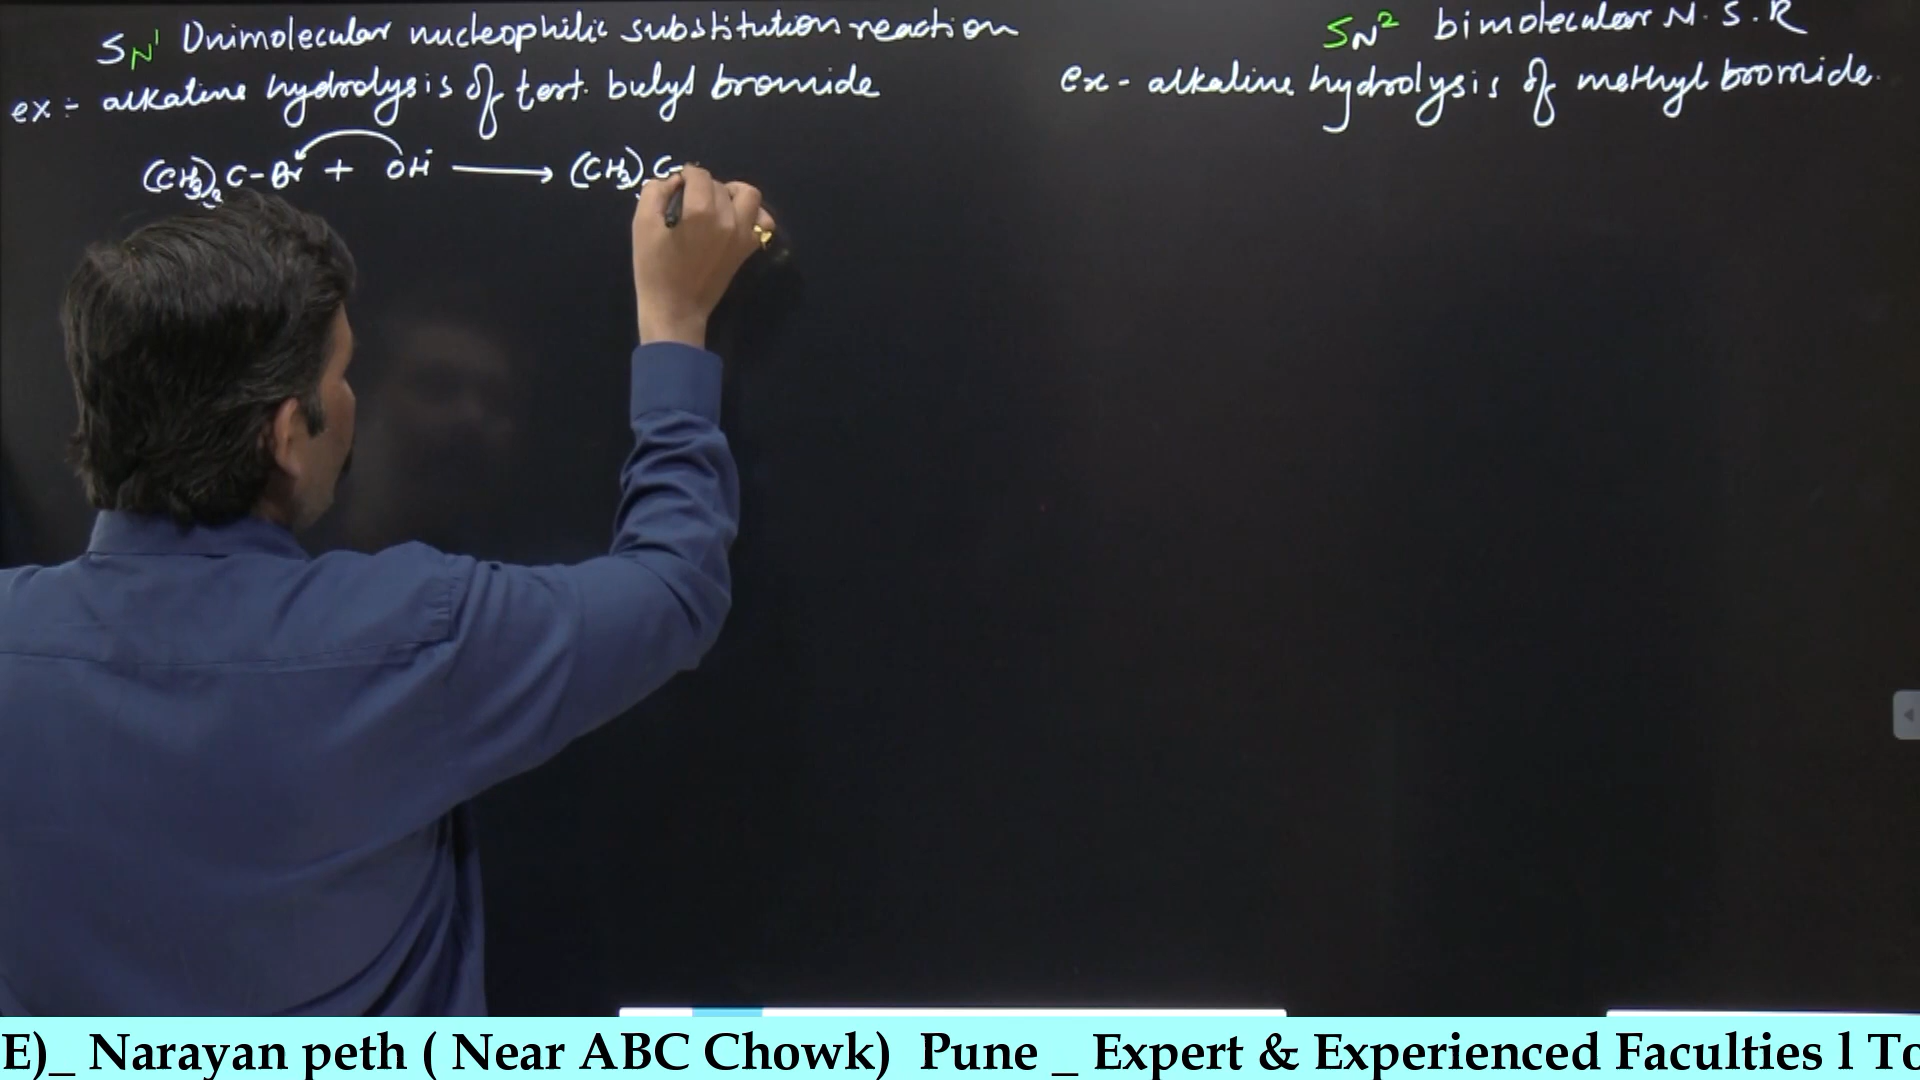 SN¹ Unimolecular nucleophilic substitution reaction
ex :- alkaline hydrolysis of tert. butyl bromide
(CH₃)₃C-Br + OH⁻ ⟶ (CH₃)₃C-
SN² bimolecular N.S.R
ex - alkaline hydrolysis of methyl bromide.
E)_ Narayan peth ( Near ABC Chowk) Pune _ Expert & Experienced Faculties l To